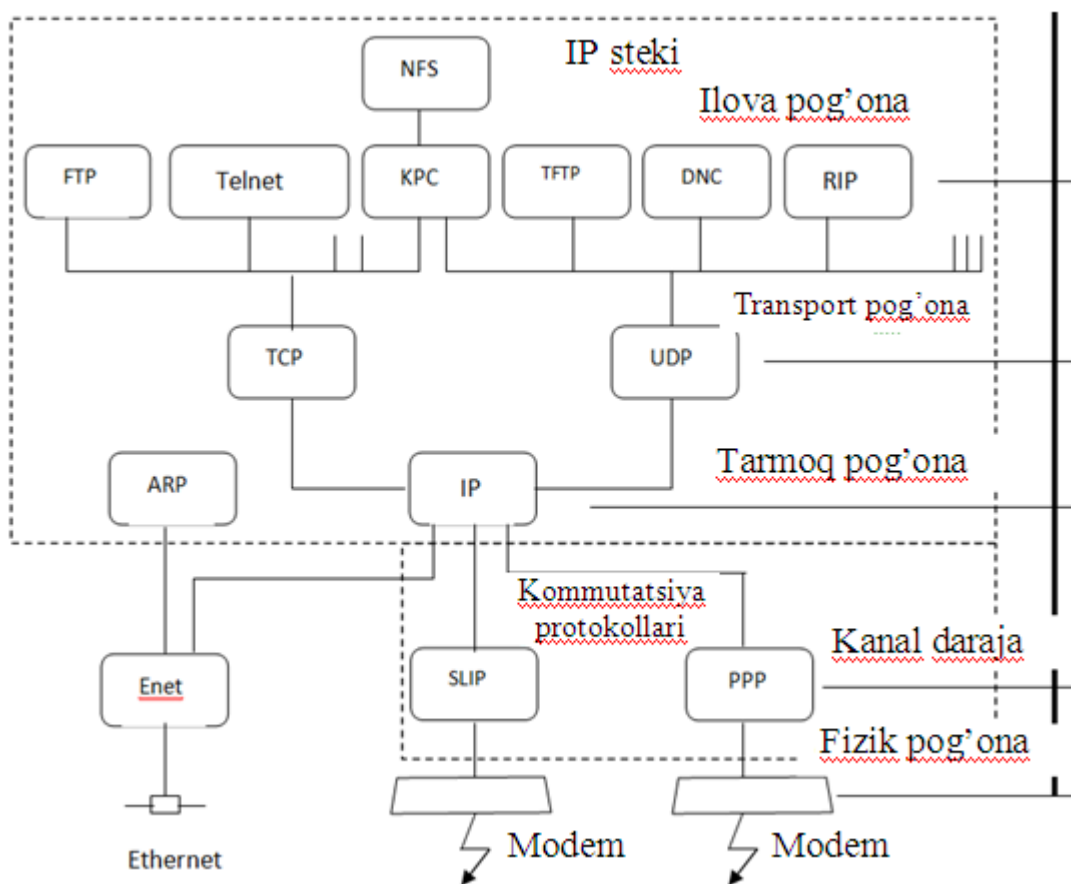 IP steki
NFS
Ilova pog’ona
FTP
Telnet
KPC
TFTP
DNC
RIP
Transport pog’ona
TCP
UDP
Tarmoq pog’ona
ARP
IP
Kommutatsiya
protokollari
Kanal daraja
Enet
SLIP
PPP
Fizik pog’ona
Modem
Modem
Ethernet